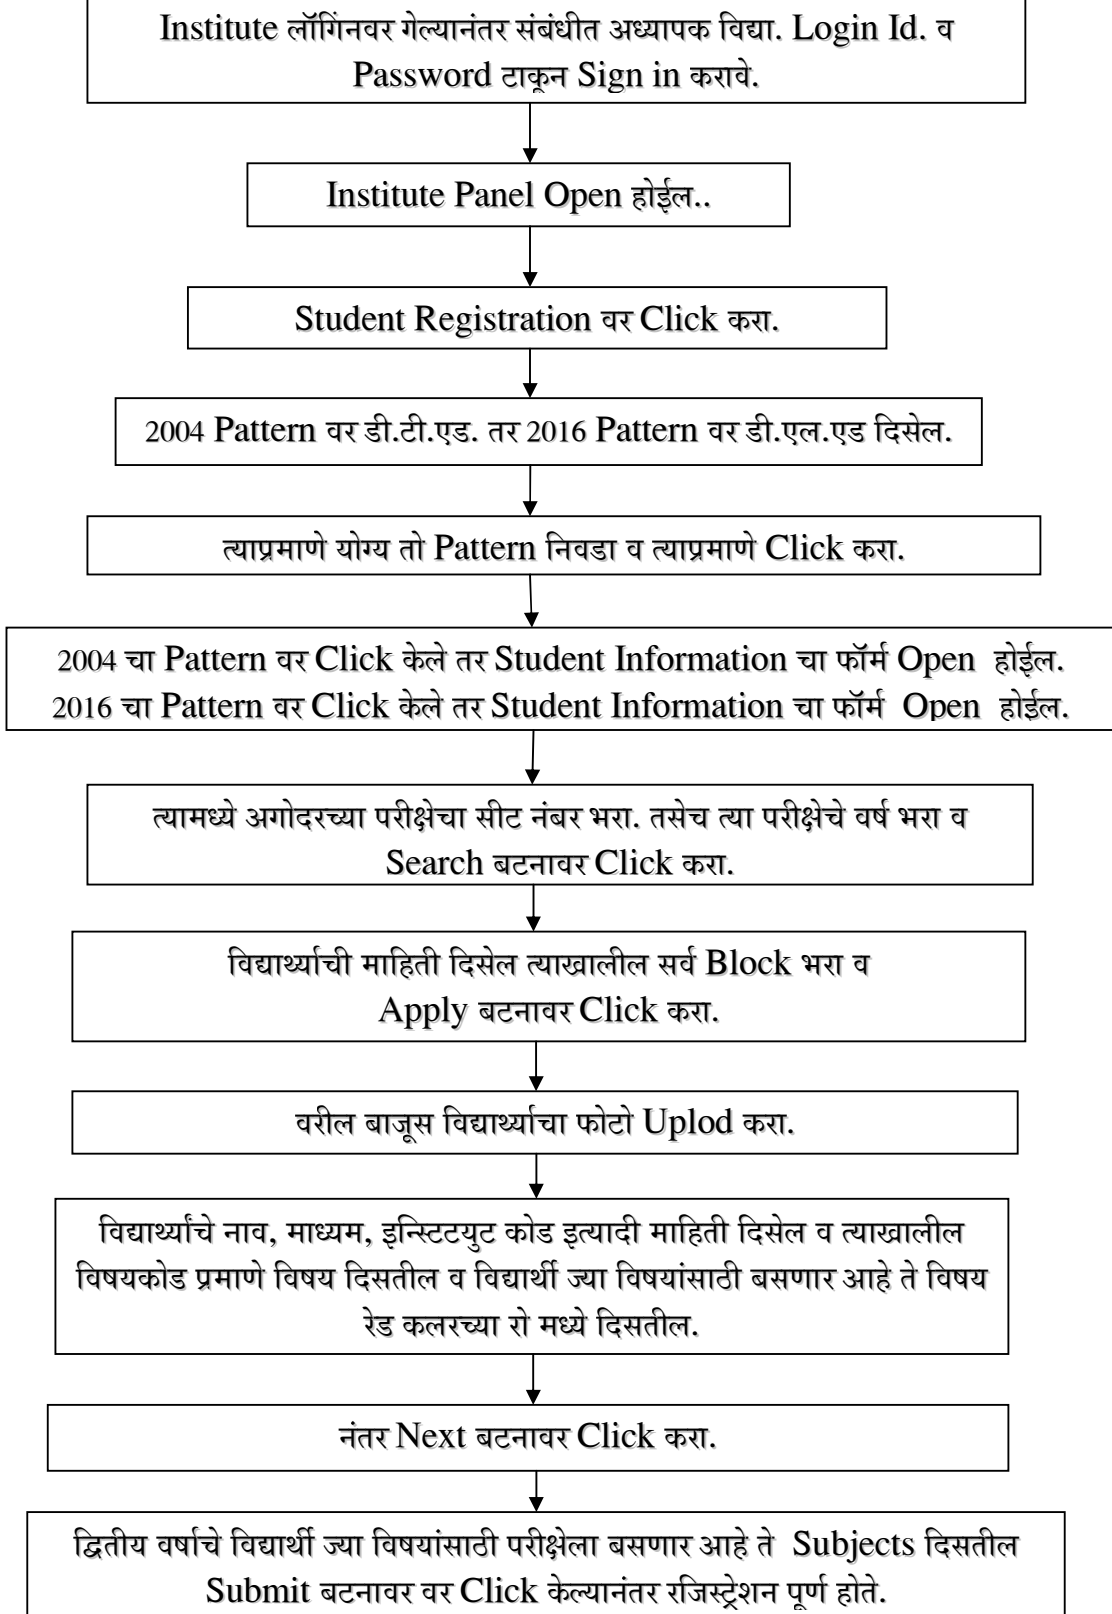 Institute लॉगिंनवर गेल्यानंतर संबंधीत अध्यापक विद्या. Login Id. व
Password टाकून Sign in करावे.
Institute Panel Open होईल..
Student Registration वर Click करा.
2004 Pattern वर डी.टी.एड. तर 2016 Pattern वर डी.एल.एड दिसेल.
त्याप्रमाणे योग्य तो Pattern निवडा व त्याप्रमाणे Click करा.
2004 चा Pattern वर Click केले तर Student Information चा फॉर्म Open होईल.
2016 चा Pattern वर Click केले तर Student Information चा फॉर्म Open होईल.
त्यामध्ये अगोदरच्या परीक्षेचा सीट नंबर भरा. तसेच त्या परीक्षेचे वर्ष भरा व
Search बटनावर Click करा.
विद्यार्थ्याची माहिती दिसेल त्याखालील सर्व Block भरा व
Apply बटनावर Click करा.
वरील बाजूस विद्यार्थ्याचा फोटो Uplod करा.
विद्यार्थ्यांचे नाव, माध्यम, इन्स्टिटयुट कोड इत्यादी माहिती दिसेल व त्याखालील
विषयकोड प्रमाणे विषय दिसतील व विद्यार्थी ज्या विषयांसाठी बसणार आहे ते विषय
रेड कलरच्या रो मध्ये दिसतील.
नंतर Next बटनावर Click करा.
द्वितीय वर्षाचे विद्यार्थी ज्या विषयांसाठी परीक्षेला बसणार आहे ते Subjects दिसतील
Submit बटनावर वर Click केल्यानंतर रजिस्ट्रेशन पूर्ण होते.